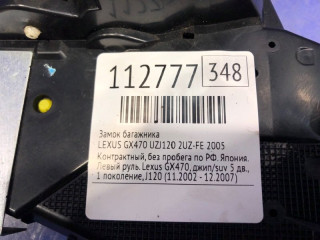 112777 348
Замок багажника
LEXUS GX470 UZJ120 2UZ-FE 2005
Контрактный, без пробега по РФ. Япония.
Левый руль. Lexus GX470, джип/suv 5 дв.,
1 поколение, J120 (11.2002 - 12.2007)